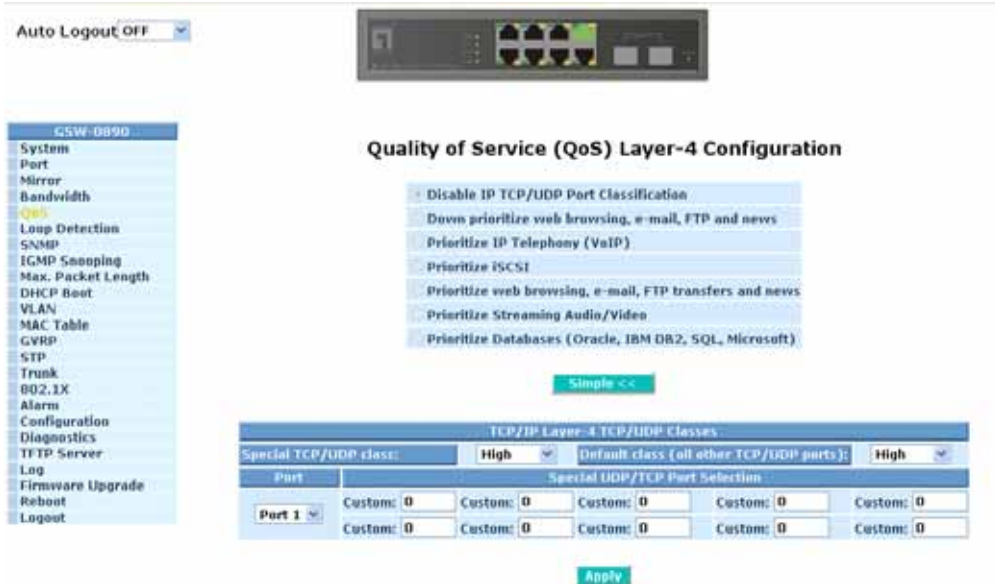 Auto Logout OFF
GSW-0890
System
Port
Mirror
Bandwidth
QoS
Loop Detection
SNMP
IGMP Snooping
Max. Packet Length
DHCP Boot
VLAN
MAC Table
GVRP
STP
Trunk
802.1X
Alarm
Configuration
Diagnostics
TFTP Server
Log
Firmware Upgrade
Reboot
Logout
Quality of Service (QoS) Layer-4 Configuration
Disable IP TCP/UDP Port Classification
Down prioritize web browsing, e-mail, FTP and news
Prioritize IP Telephony (VoIP)
Prioritize iSCSI
Prioritize web browsing, e-mail, FTP transfers and news
Prioritize Streaming Audio/Video
Prioritize Databases (Oracle, IBM DB2, SQL, Microsoft)
Simple <<
TCP/IP Layer-4 TCP/UDP Classes
Special TCP/UDP class: High Default class (all other TCP/UDP ports): High
Port Special UDP/TCP Port Selection
Port 1
Custom: 0 Custom: 0 Custom: 0 Custom: 0 Custom: 0
Custom: 0 Custom: 0 Custom: 0 Custom: 0 Custom: 0
Apply